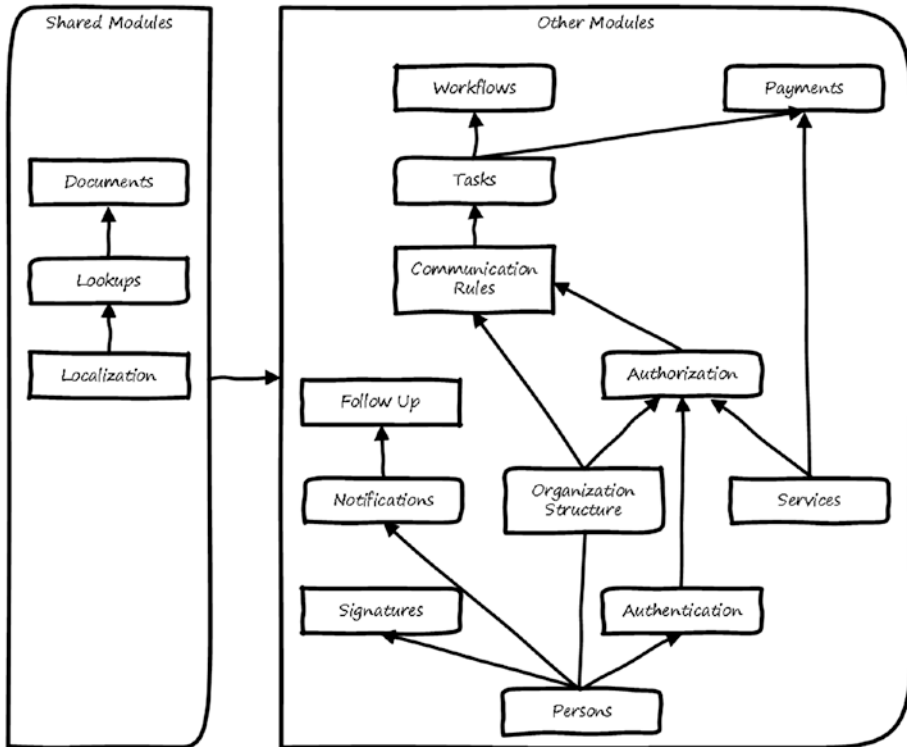 Shared Modules
Documents
Lookups
Localization
Other Modules
Workflows
Payments
Tasks
Communication
Rules
Authorization
Follow Up
Notifications
Organization
Structure
Services
Signatures
Authentication
Persons